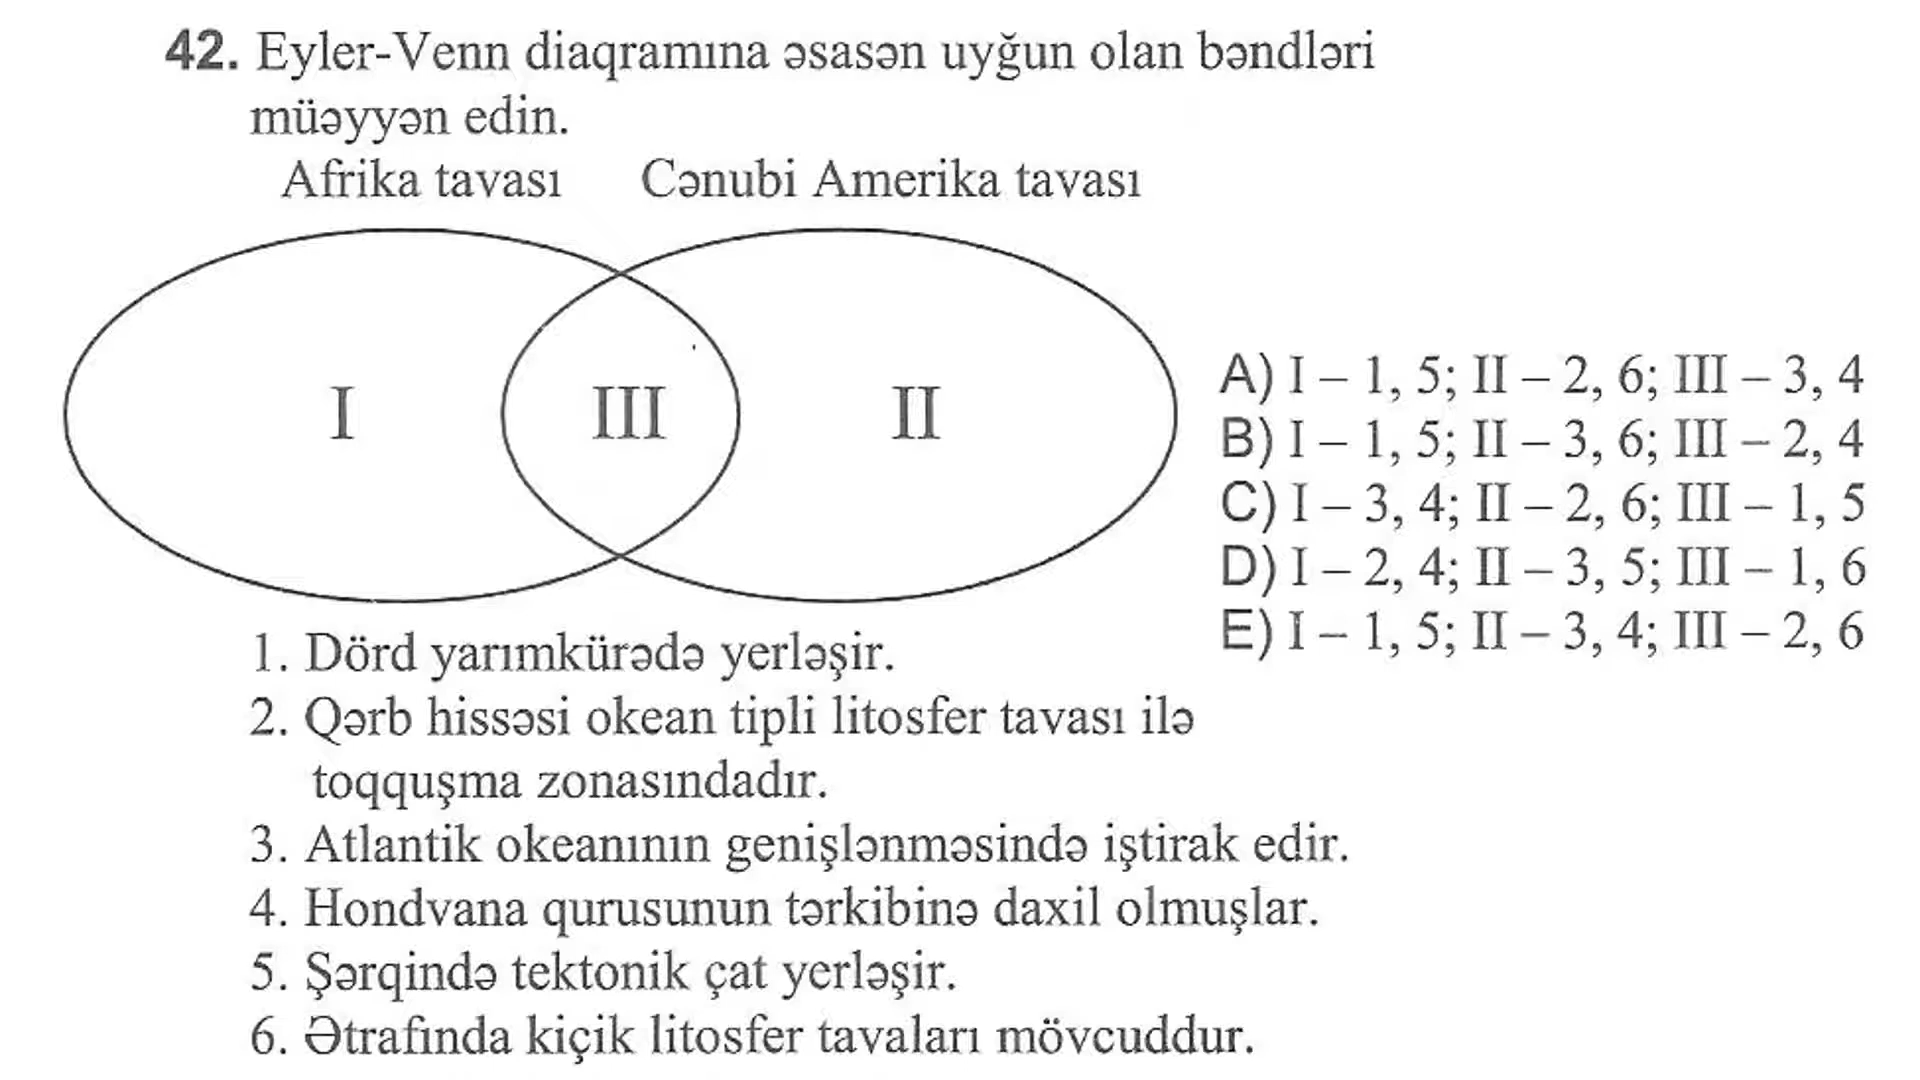 42. Eyler-Venn diaqramına əsasən uyğun olan bəndləri
müəyyən edin.
Afrika tavası Cənubi Amerika tavası
I III II
A) I – 1, 5; II – 2, 6; III – 3, 4
B) I – 1, 5; II – 3, 6; III – 2, 4
C) I – 3, 4; II – 2, 6; III – 1, 5
D) I – 2, 4; II – 3, 5; III – 1, 6
E) I – 1, 5; II – 3, 4; III – 2, 6
1. Dörd yarımkürədə yerləşir.
2. Qərb hissəsi okean tipli litosfer tavası ilə
toqquşma zonasındadır.
3. Atlantik okeanının genişlənməsində iştirak edir.
4. Hondvana qurusunun tərkibinə daxil olmuşlar.
5. Şərqində tektonik çat yerləşir.
6. Ətrafında kiçik litosfer tavaları mövcuddur.